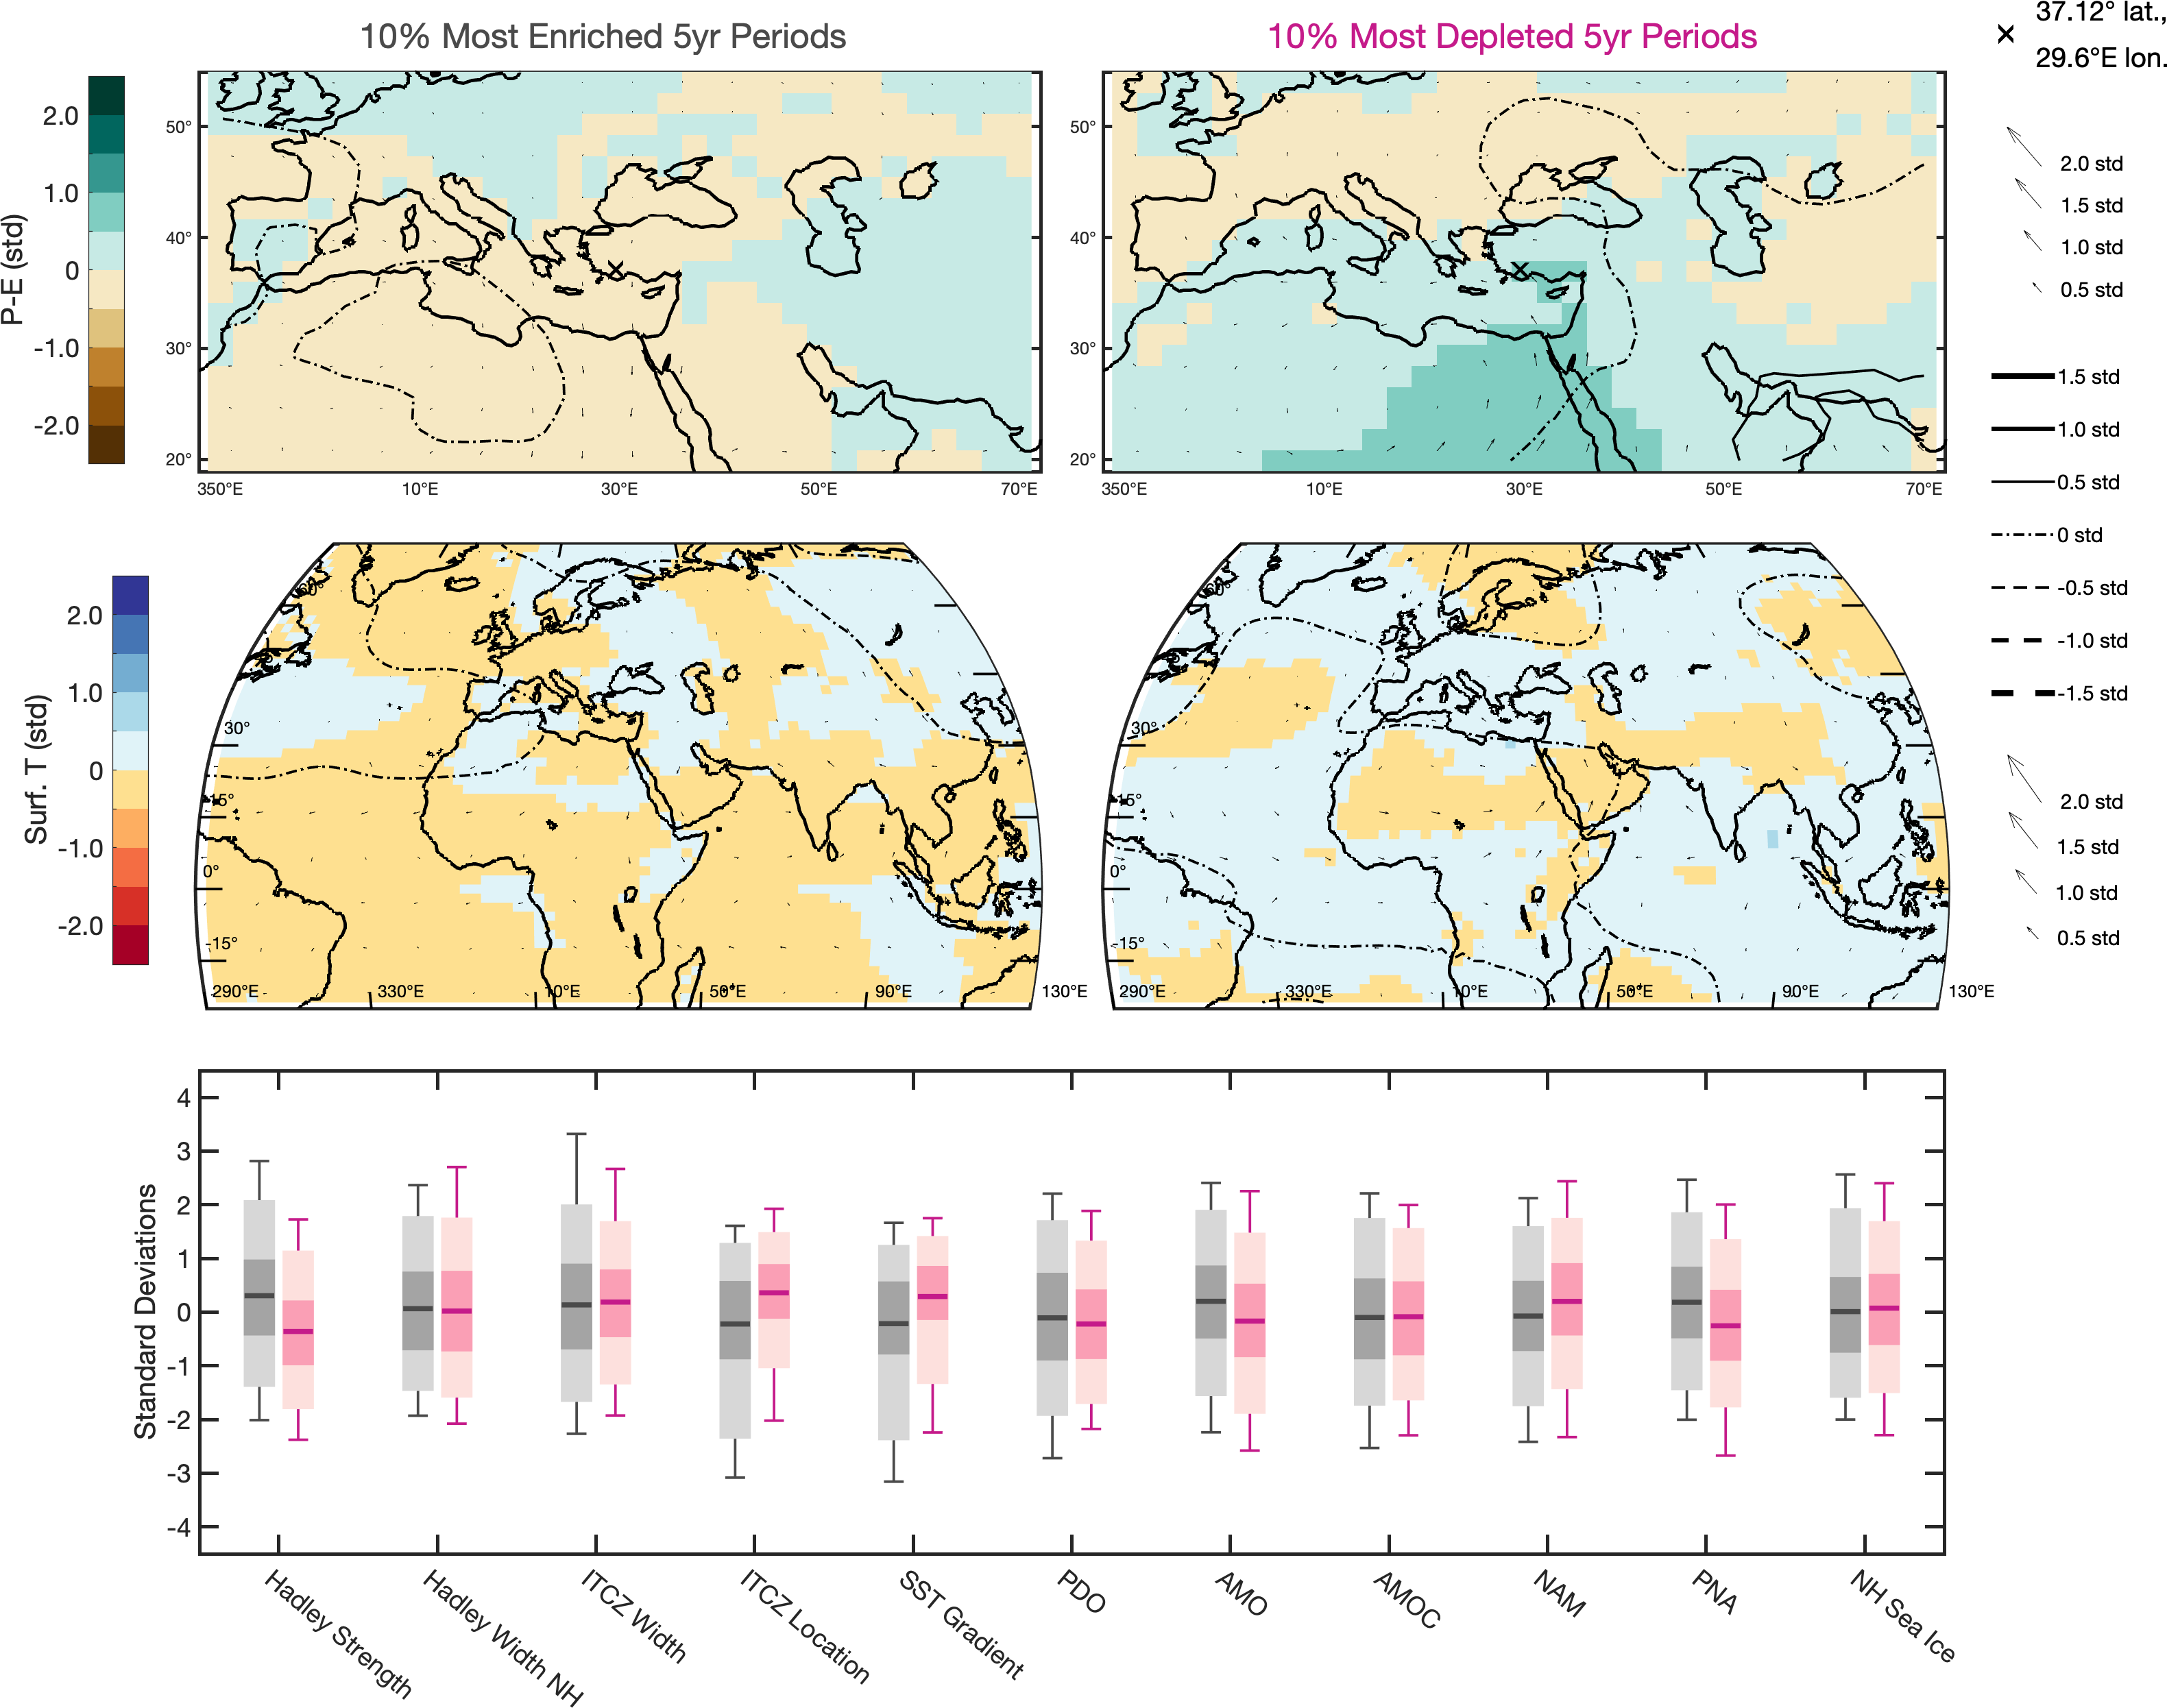 10% Most Enriched 5yr Periods
10% Most Depleted 5yr Periods
× 37.12° lat.,
29.6°E lon.
P-E (std)
2.0
1.0
0
-1.0
-2.0
50°
40°
30°
20°
350°E 10°E 30°E 50°E 70°E
50°
40°
30°
20°
350°E 10°E 30°E 50°E 70°E
2.0 std
1.5 std
1.0 std
0.5 std
1.5 std
1.0 std
0.5 std
0 std
-0.5 std
-1.0 std
-1.5 std
Surf. T (std)
2.0
1.0
0
-1.0
-2.0
60°
30°
15°
0°
-15°
290°E 330°E 10°E 50°E 90°E 130°E
60°
30°
15°
0°
-15°
290°E 330°E 10°E 50°E 90°E 130°E
2.0 std
1.5 std
1.0 std
0.5 std
Standard Deviations
4
3
2
1
0
-1
-2
-3
-4
Hadley Strength
Hadley Width NH
ITCZ Width
ITCZ Location
SST Gradient
PDO
AMO
AMOC
NAM
PNA
NH Sea Ice